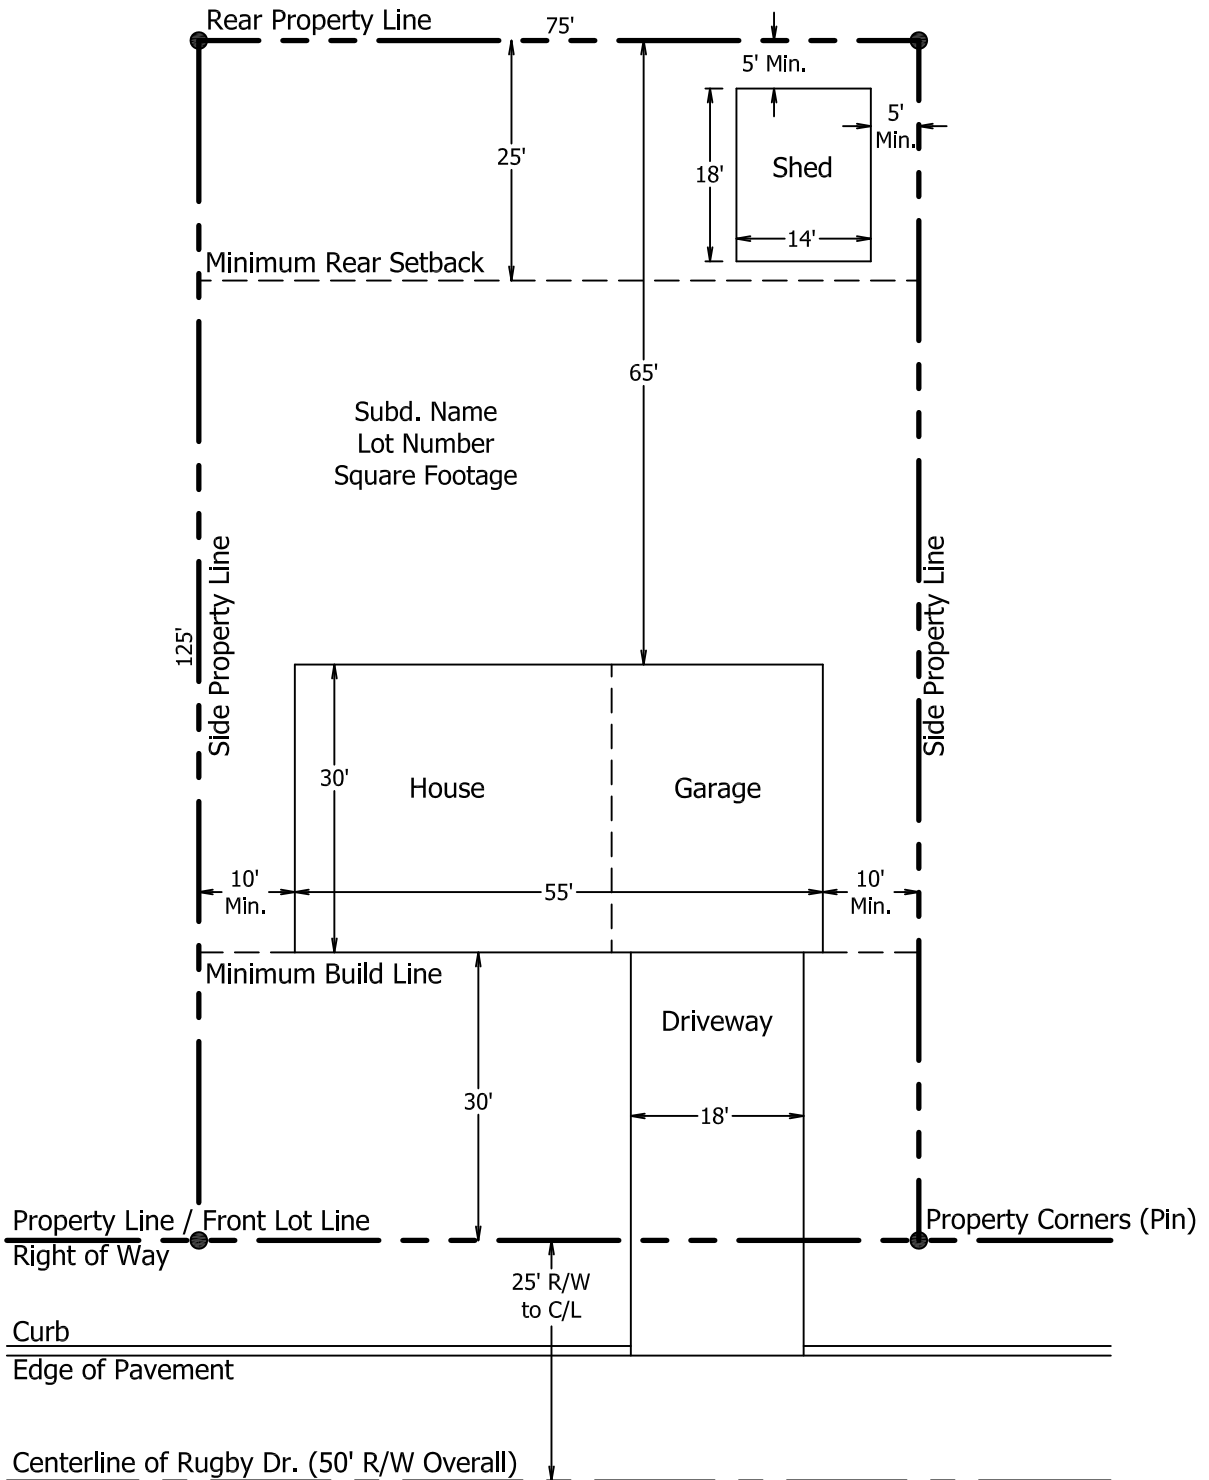 Rear Property Line
75'
5' Min.
5'
Min.
25'
18'
Shed
14'
Minimum Rear Setback
65'
Subd. Name
Lot Number
Square Footage
125'
Side Property Line
Side Property Line
30'
House
Garage
10'
Min.
55'
10'
Min.
Minimum Build Line
Driveway
30'
18'
Property Line / Front Lot Line
Property Corners (Pin)
Right of Way
25' R/W
to C/L
Curb
Edge of Pavement
Centerline of Rugby Dr. (50' R/W Overall)